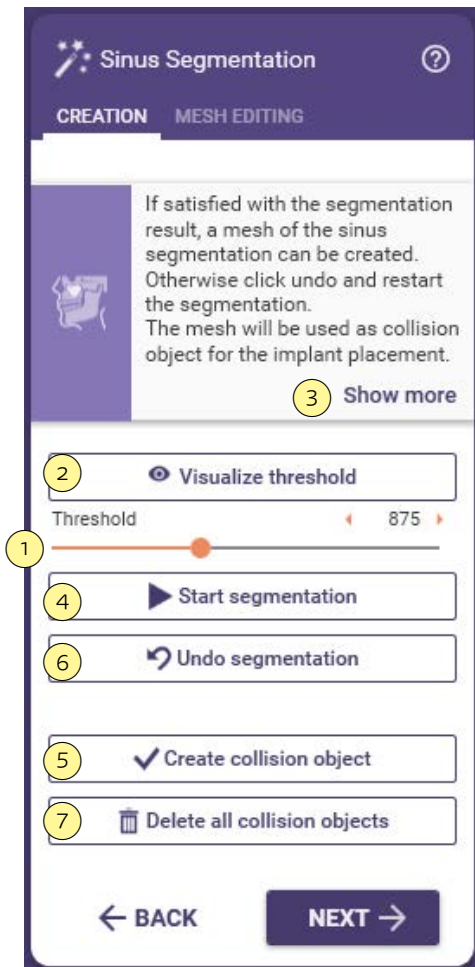 Sinus Segmentation
CREATION MESH EDITING
If satisfied with the segmentation
result, a mesh of the sinus
segmentation can be created.
Otherwise click undo and restart
the segmentation.
The mesh will be used as collision
object for the implant placement.
3 Show more
2 Visualize threshold
Threshold 875
1
4 Start segmentation
6 Undo segmentation
5 Create collision object
7 Delete all collision objects
BACK NEXT